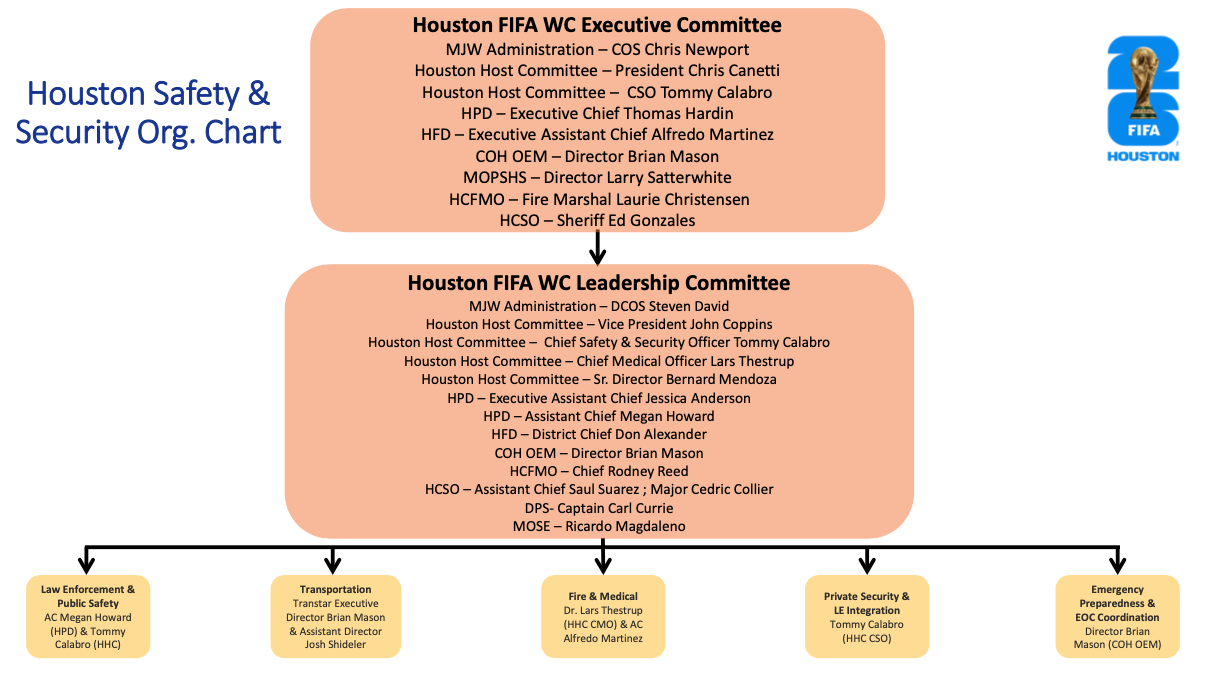 Houston Safety &
Security Org. Chart
Houston FIFA WC Executive Committee
MJW Administration – COS Chris Newport
Houston Host Committee – President Chris Canetti
Houston Host Committee –  CSO Tommy Calabro
HPD – Executive Chief Thomas Hardin
HFD – Executive Assistant Chief Alfredo Martinez
COH OEM – Director Brian Mason
MOPSHS – Director Larry Satterwhite
HCFMO – Fire Marshal Laurie Christensen
HCSO – Sheriff Ed Gonzales
26
FIFA
HOUSTON
Houston FIFA WC Leadership Committee
MJW Administration – DCOS Steven David
Houston Host Committee – Vice President John Coppins
Houston Host Committee –  Chief Safety & Security Officer Tommy Calabro
Houston Host Committee – Chief Medical Officer Lars Thestrup
Houston Host Committee – Sr. Director Bernard Mendoza
HPD – Executive Assistant Chief Jessica Anderson
HPD – Assistant Chief Megan Howard
HFD – District Chief Don Alexander
COH OEM – Director Brian Mason
HCFMO – Chief Rodney Reed
HCSO – Assistant Chief Saul Suarez ; Major Cedric Collier
DPS- Captain Carl Currie
MOSE – Ricardo Magdaleno
Law Enforcement &
Public Safety
AC Megan Howard
(HPD) & Tommy
Calabro (HHC)
Transportation
Transtar Executive
Director Brian Mason
& Assistant Director
Josh Shideler
Fire & Medical
Dr. Lars Thestrup
(HHC CMO) & AC
Alfredo Martinez
Private Security &
LE Integration
Tommy Calabro
(HHC CSO)
Emergency
Preparedness &
EOC Coordination
Director Brian
Mason (COH OEM)